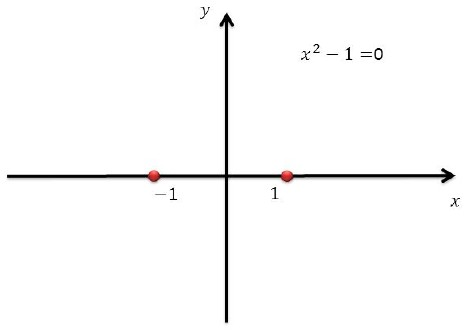 y
x² − 1 =0
−1
1
x